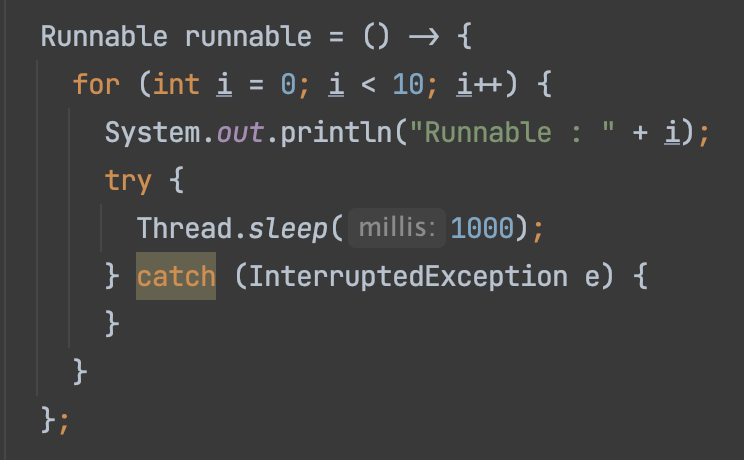 Runnable runnable = () -> {
for (int i = 0; i < 10; i++) {
System.out.println("Runnable : " + i);
try {
Thread.sleep( millis: 1000);
} catch (InterruptedException e) {
}
}
};